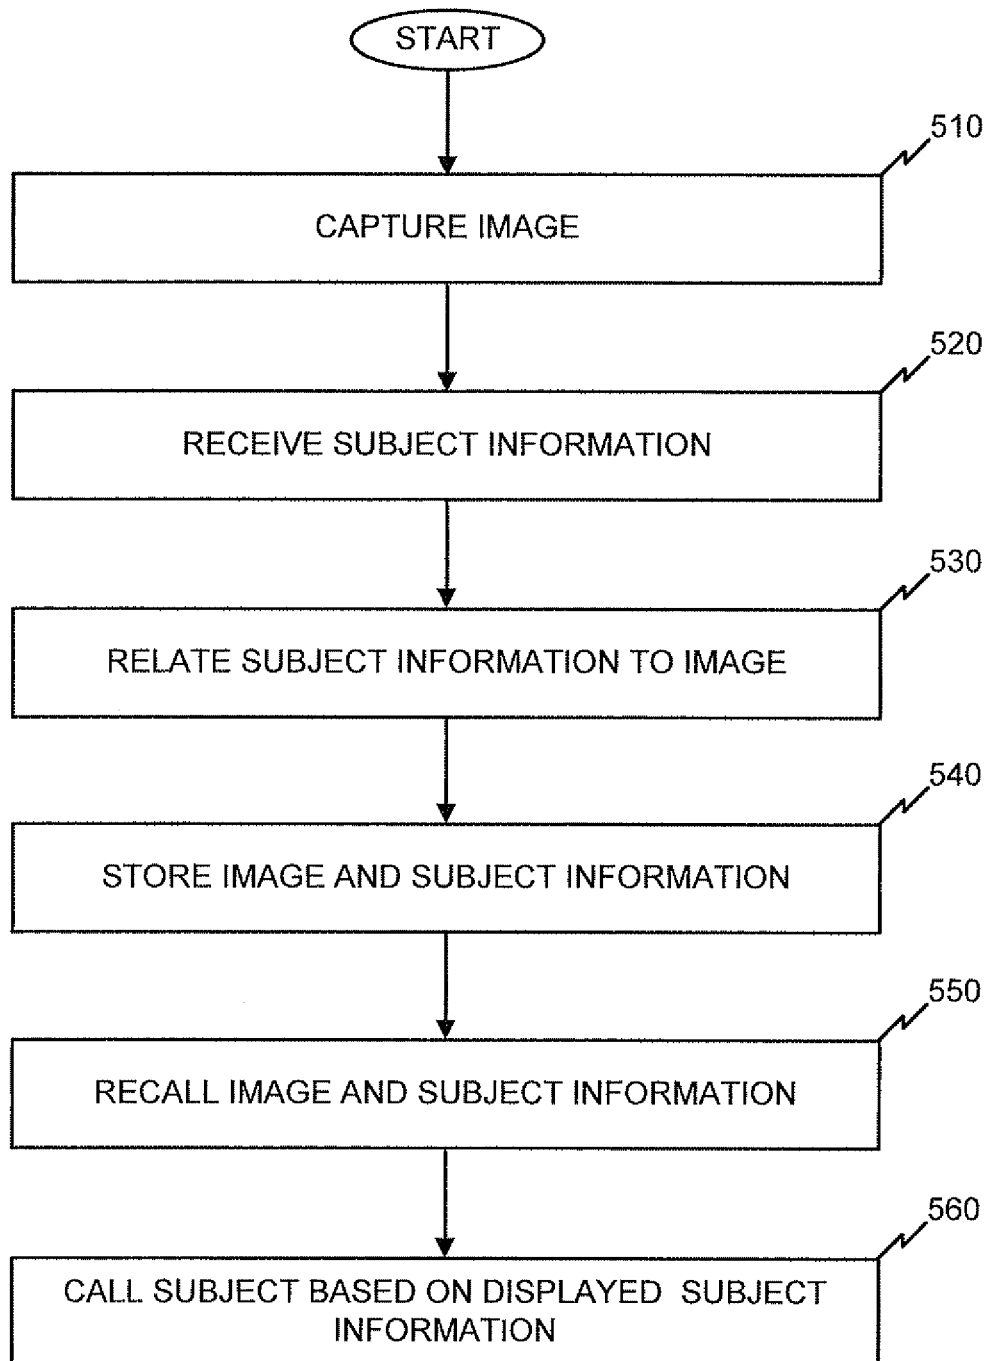 START
510
CAPTURE IMAGE
520
RECEIVE SUBJECT INFORMATION
530
RELATE SUBJECT INFORMATION TO IMAGE
540
STORE IMAGE AND SUBJECT INFORMATION
550
RECALL IMAGE AND SUBJECT INFORMATION
560
CALL SUBJECT BASED ON DISPLAYED SUBJECT
INFORMATION